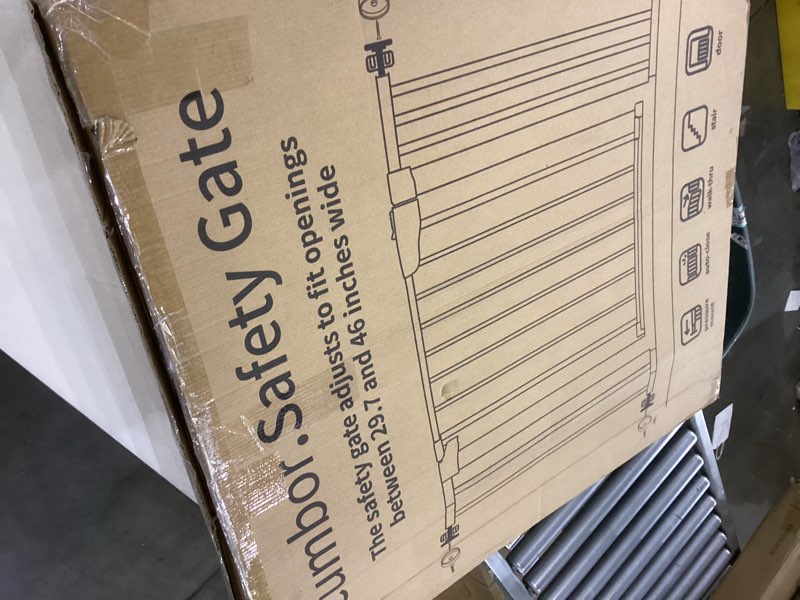 umbor.Safety Gate
The safety gate adjusts to fit openings
between 29.7 and 46 inches wide
pressure
mount
auto-close
walk-thru
stair
door